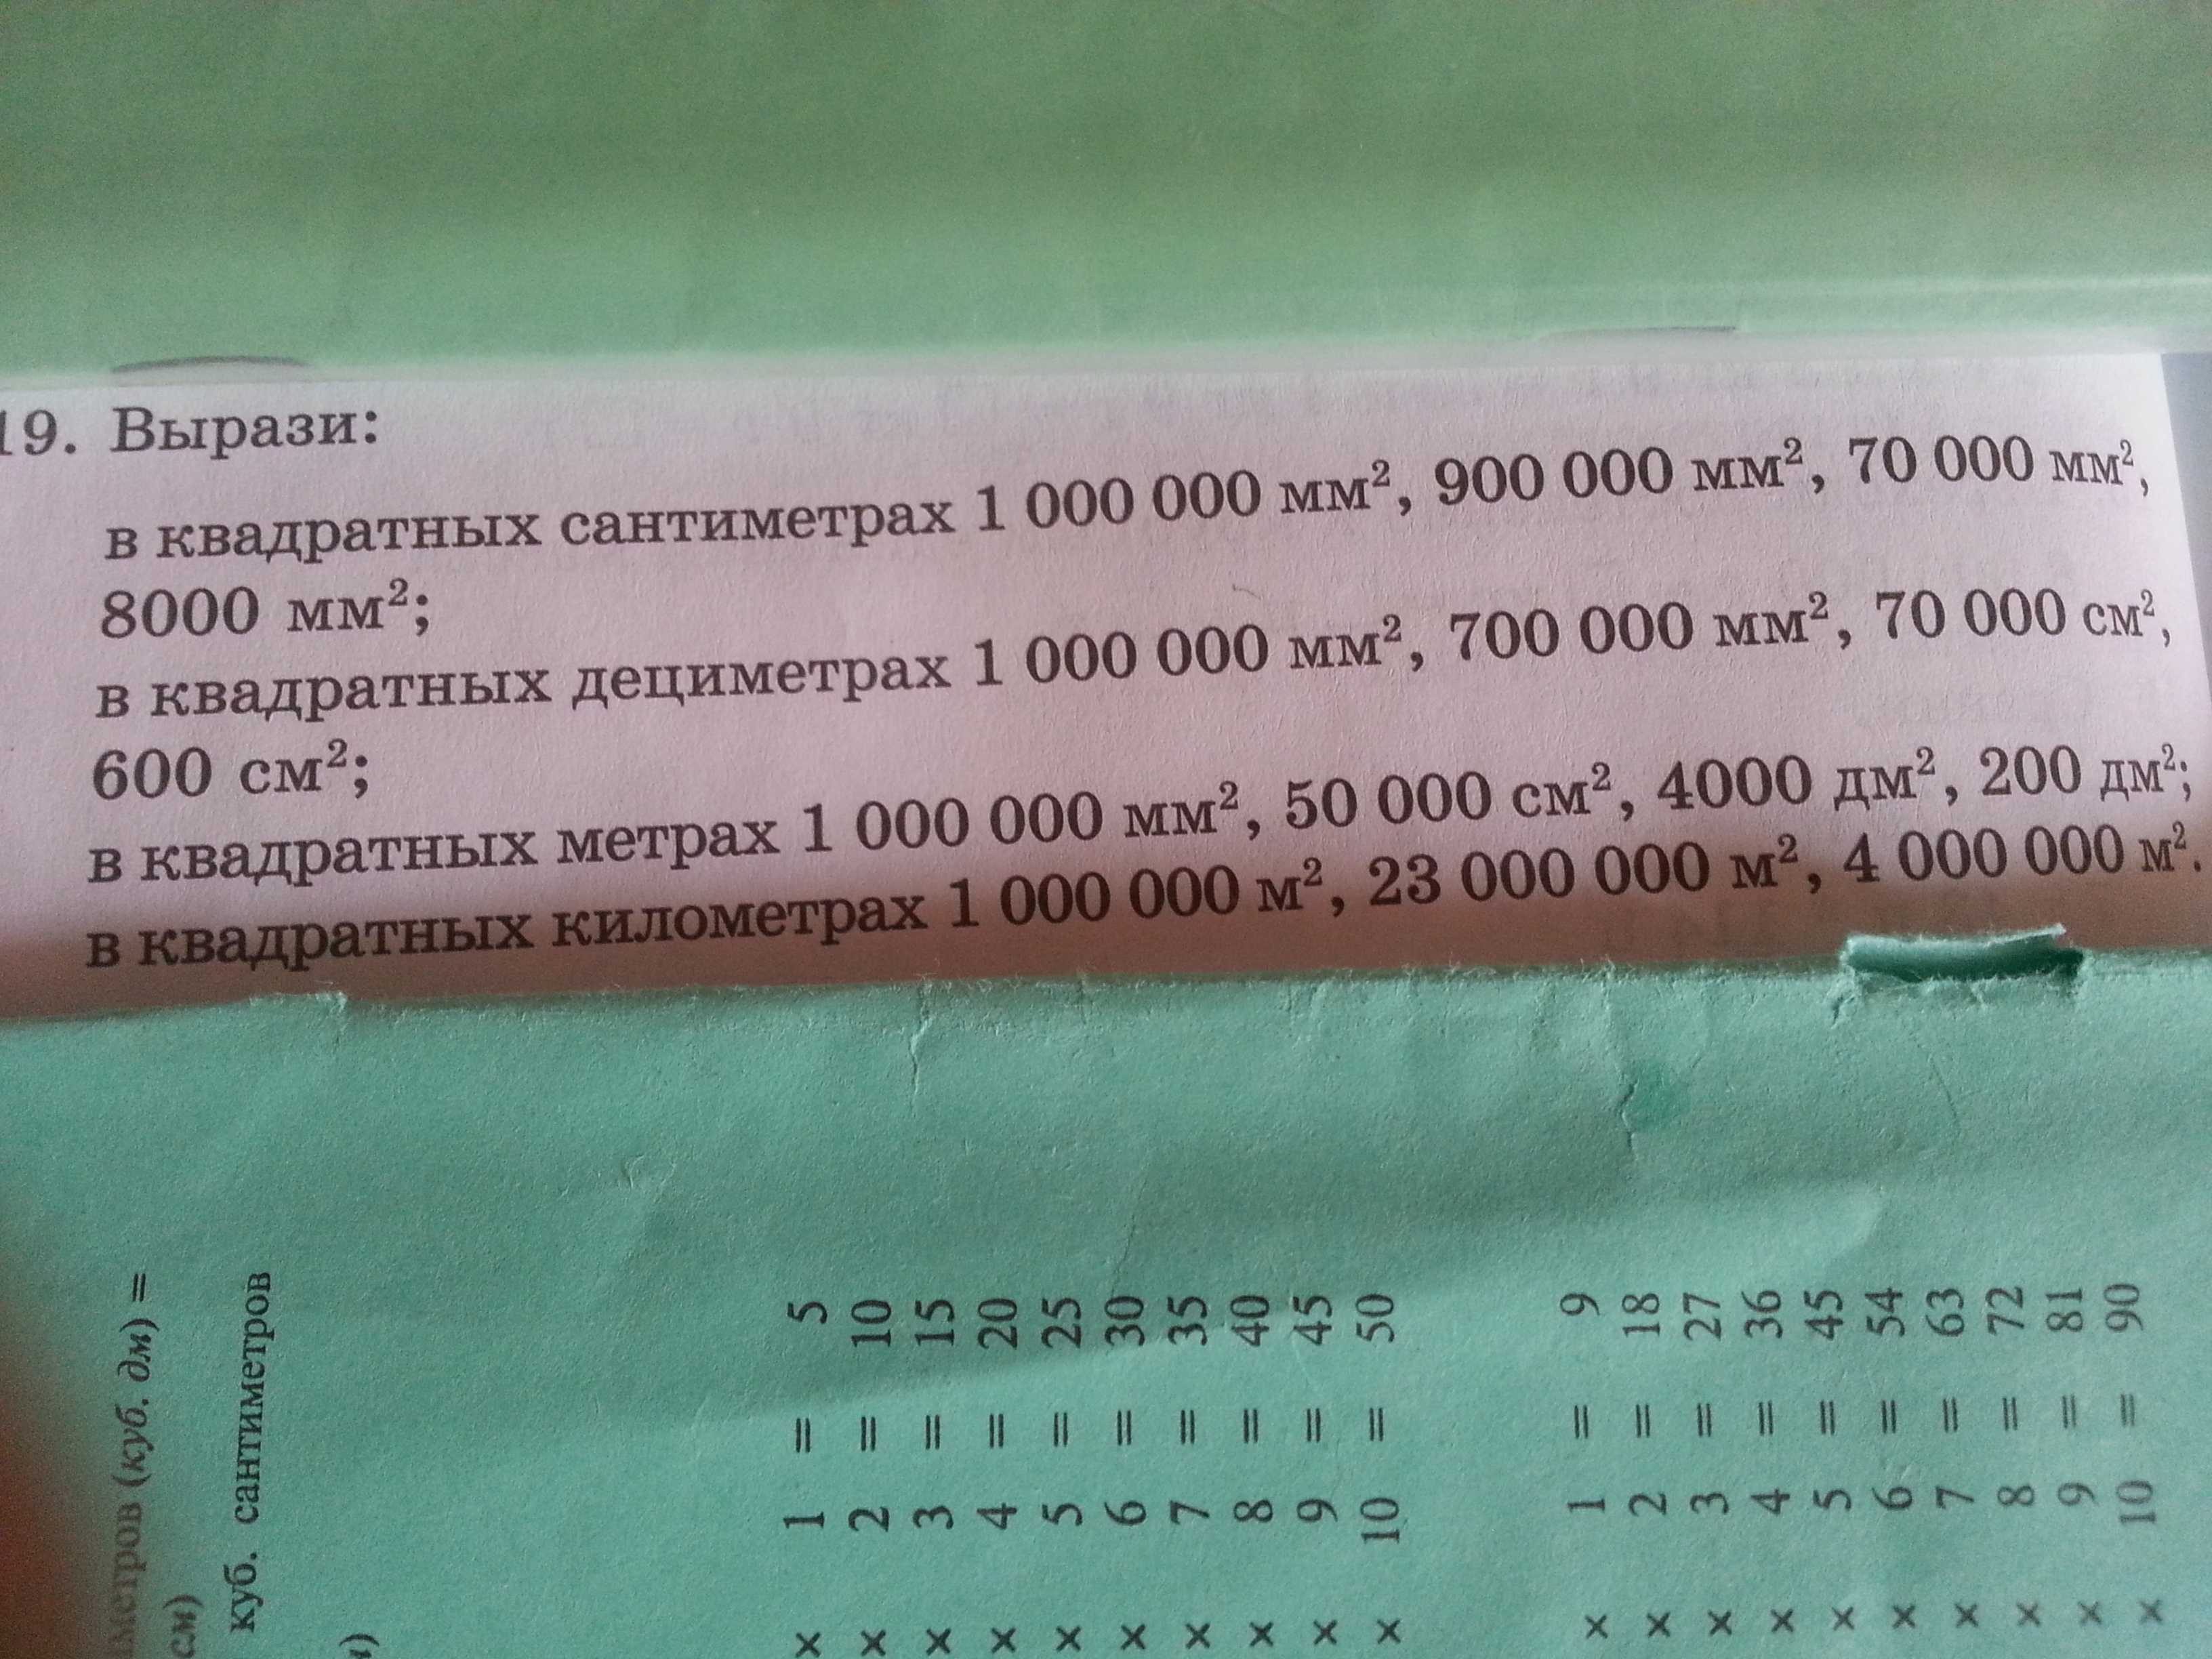 19. Вырази:
в квадратных сантиметрах 1 000 000 мм², 900 000 мм², 70 000 мм²,
8000 мм²;
в квадратных дециметрах 1 000 000 мм², 700 000 мм², 70 000 см²,
600 см²;
в квадратных метрах 1 000 000 мм², 50 000 см², 4000 дм², 200 дм²;
в квадратных километрах 1 000 000 м², 23 000 000 м², 4 000 000 м².
(куб. дм) =
см)
куб. сантиметров
× 1 = 5
× 2 = 10
× 3 = 15
× 4 = 20
× 5 = 25
× 6 = 30
× 7 = 35
× 8 = 40
× 9 = 45
× 10 = 50
× 1 = 9
× 2 = 18
× 3 = 27
× 4 = 36
× 5 = 45
× 6 = 54
× 7 = 63
× 8 = 72
× 9 = 81
× 10 = 90